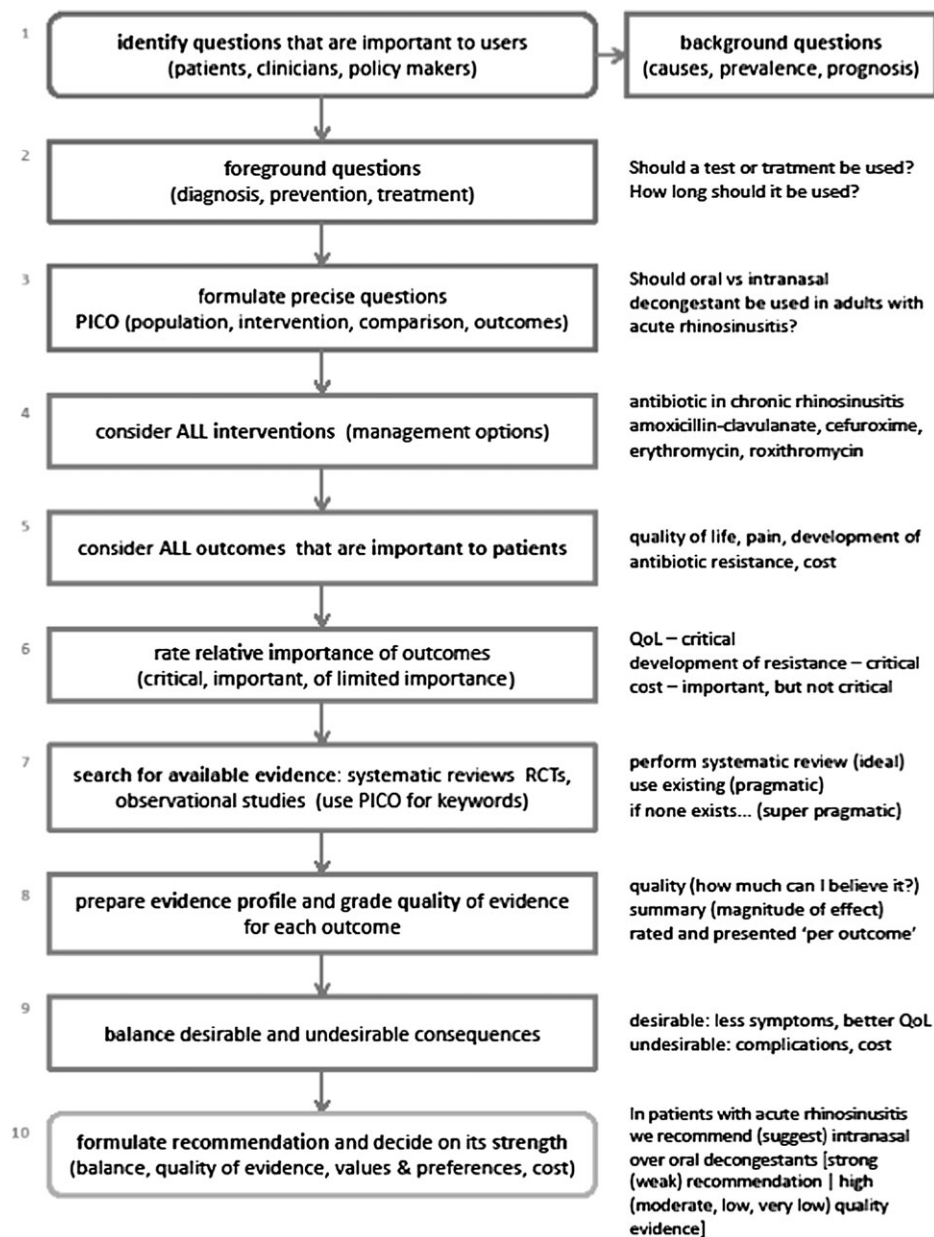 1
identify questions that are important to users
(patients, clinicians, policy makers)
background questions
(causes, prevalence, prognosis)
2
foreground questions
(diagnosis, prevention, treatment)
Should a test or tratment be used?
How long should it be used?
3
formulate precise questions
PICO (population, intervention, comparison, outcomes)
Should oral vs intranasal
decongestant be used in adults with
acute rhinosinusitis?
4
consider ALL interventions (management options)
antibiotic in chronic rhinosinusitis
amoxicillin-clavulanate, cefuroxime,
erythromycin, roxithromycin
5
consider ALL outcomes that are important to patients
quality of life, pain, development of
antibiotic resistance, cost
6
rate relative importance of outcomes
(critical, important, of limited importance)
QoL – critical
development of resistance – critical
cost – important, but not critical
7
search for available evidence: systematic reviews RCTs,
observational studies (use PICO for keywords)
perform systematic review (ideal)
use existing (pragmatic)
if none exists... (super pragmatic)
8
prepare evidence profile and grade quality of evidence
for each outcome
quality (how much can I believe it?)
summary (magnitude of effect)
rated and presented ‘per outcome’
9
balance desirable and undesirable consequences
desirable: less symptoms, better QoL
undesirable: complications, cost
10
formulate recommendation and decide on its strength
(balance, quality of evidence, values & preferences, cost)
In patients with acute rhinosinusitis
we recommend (suggest) intranasal
over oral decongestants [strong
(weak) recommendation | high
(moderate, low, very low) quality
evidence]